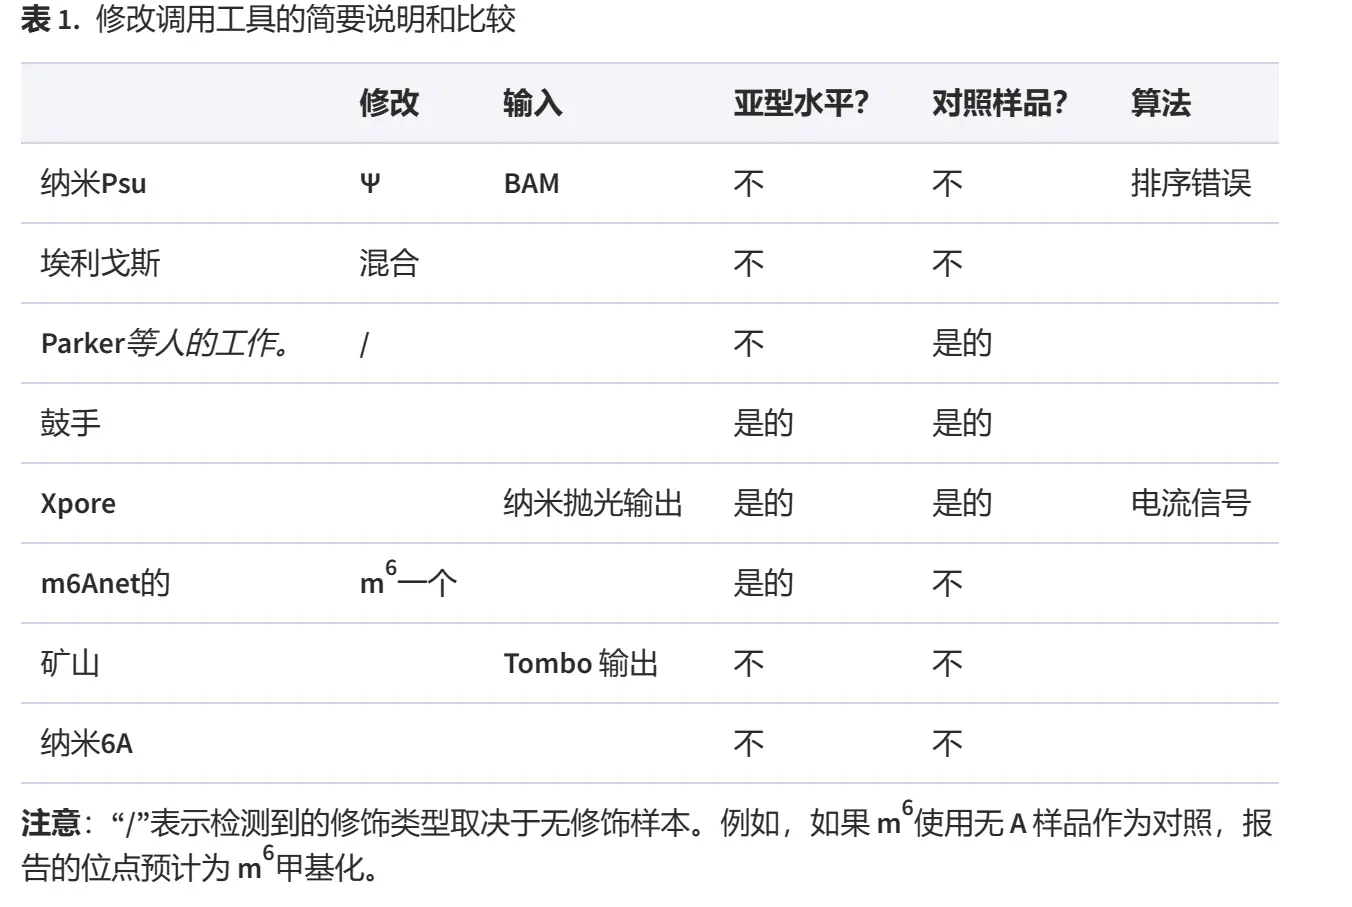 表 1. 修改调用工具的简要说明和比较
修改 输入 亚型水平？ 对照样品？ 算法
纳米Psu Ψ BAM 不 不 排序错误
埃利戈斯 混合 不 不
Parker等人的工作。 / 不 是的
鼓手 是的 是的
Xpore 纳米抛光输出 是的 是的 电流信号
m6Anet的 m⁶一个 是的 不
矿山 Tombo 输出 不 不
纳米6A 不 不
注意：“/”表示检测到的修饰类型取决于无修饰样本。例如，如果 m⁶使用无 A 样品作为对照，报
告的位点预计为 m⁶甲基化。